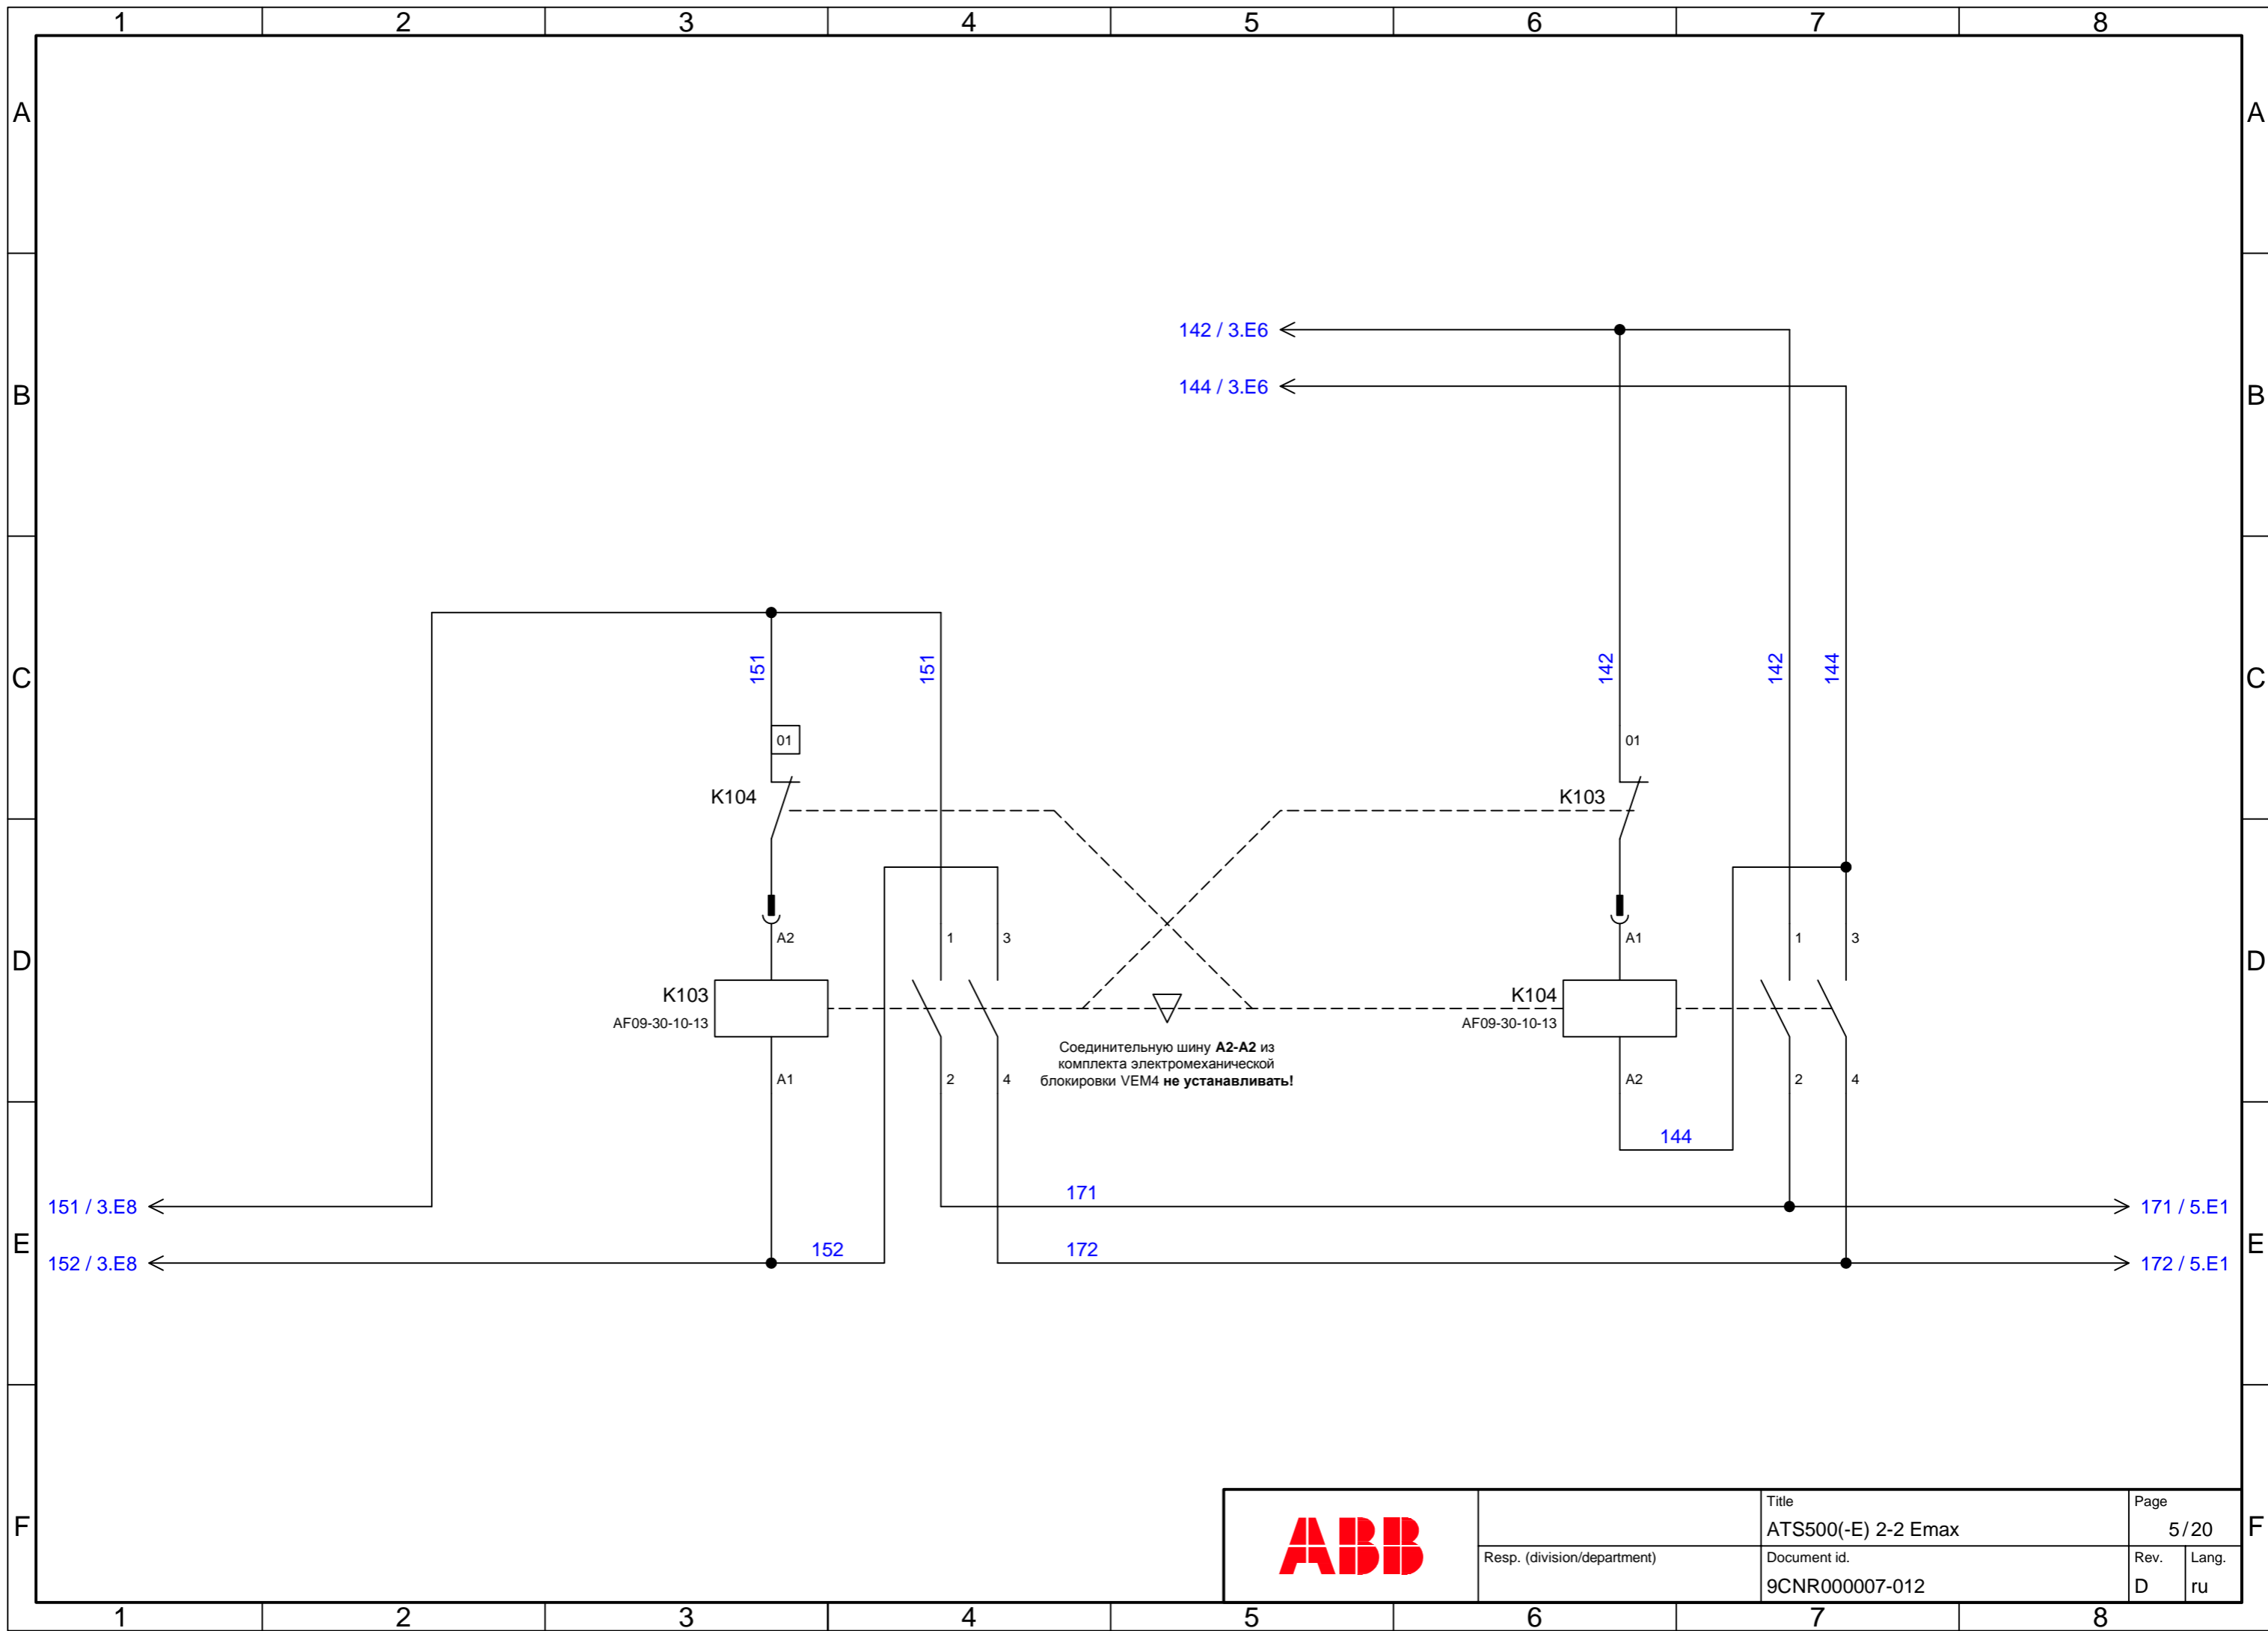 1 2 3 4 5 6 7 8
A A
142 / 3.E6
144 / 3.E6
B B
151 151 142 142 144
C C
01 01
K104 K103
A2 1 3 A1 1 3
D D
K103 K104
AF09-30-10-13 AF09-30-10-13
Соединительную шину A2-A2 из
комплекта электромеханической
блокировки VEM4 не устанавливать!
A1 2 4 A2 2 4
144
151 / 3.E8 171 171 / 5.E1
E E
152 / 3.E8 152 172 172 / 5.E1
F F
ABB
Title
ATS500(-E) 2-2 Emax
Page
5/20
Resp. (division/department)
Document id.
9CNR000007-012
Rev.
D
Lang.
ru
1 2 3 4 5 6 7 8